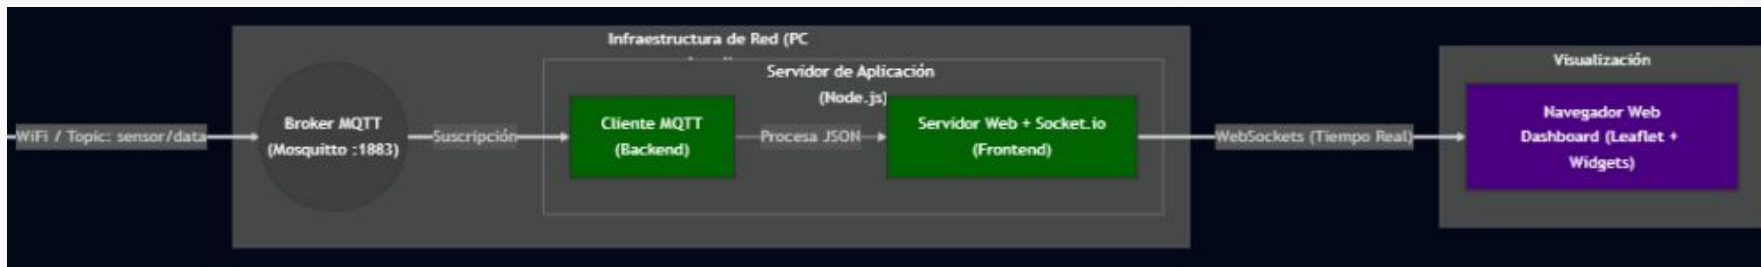 Infraestructura de Red (PC
Servidor de Aplicación
(Node.js)
Visualización
WiFi / Topic: sensor/data
Broker MQTT
(Mosquitto :1883)
Suscripción
Cliente MQTT
(Backend)
Procesa JSON
Servidor Web + Socket.io
(Frontend)
WebSockets (Tiempo Real)
Navegador Web
Dashboard (Leaflet +
Widgets)